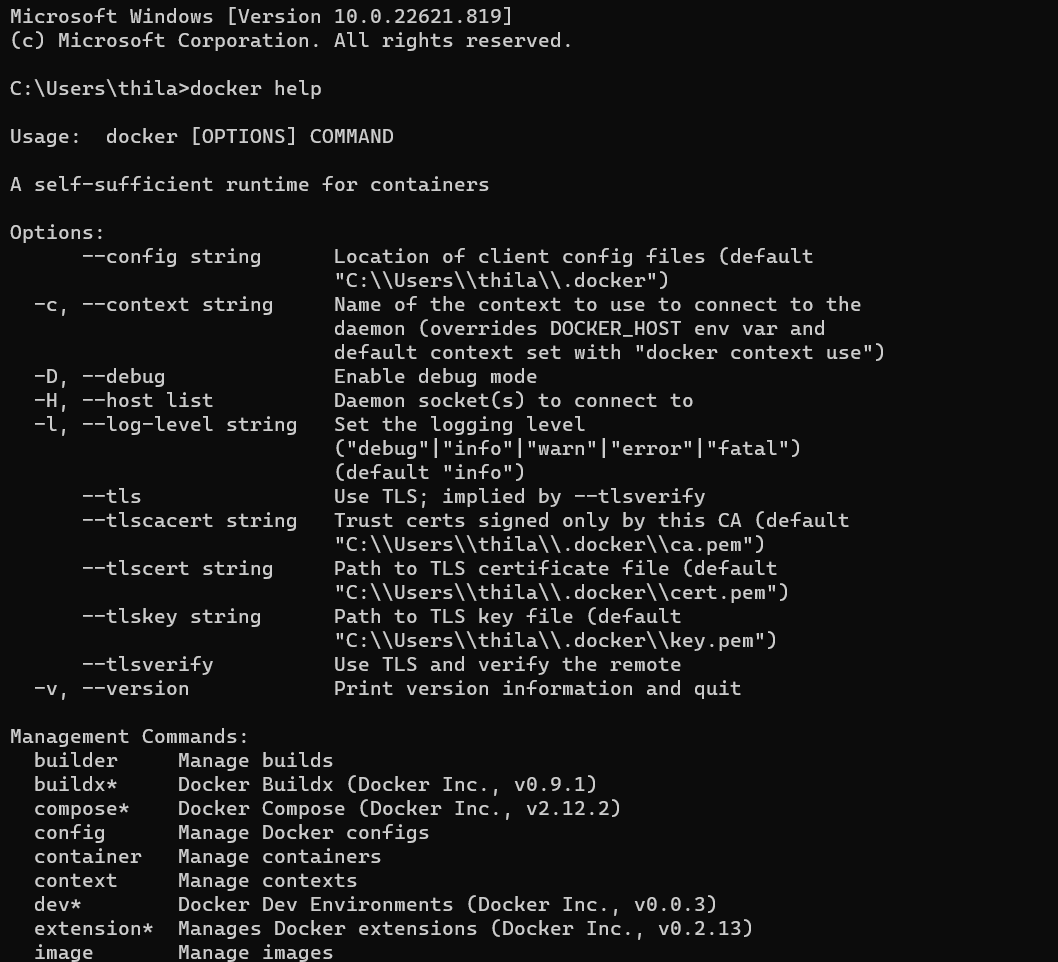 Microsoft Windows [Version 10.0.22621.819]
(c) Microsoft Corporation. All rights reserved.

C:\Users\thila>docker help

Usage:  docker [OPTIONS] COMMAND

A self-sufficient runtime for containers

Options:
      --config string      Location of client config files (default
                           "C:\\Users\\thila\\.docker")
  -c, --context string     Name of the context to use to connect to the
                           daemon (overrides DOCKER_HOST env var and
                           default context set with "docker context use")
  -D, --debug              Enable debug mode
  -H, --host list          Daemon socket(s) to connect to
  -l, --log-level string   Set the logging level
                           ("debug"|"info"|"warn"|"error"|"fatal")
                           (default "info")
      --tls                Use TLS; implied by --tlsverify
      --tlscacert string   Trust certs signed only by this CA (default
                           "C:\\Users\\thila\\.docker\\ca.pem")
      --tlscert string     Path to TLS certificate file (default
                           "C:\\Users\\thila\\.docker\\cert.pem")
      --tlskey string      Path to TLS key file (default
                           "C:\\Users\\thila\\.docker\\key.pem")
      --tlsverify          Use TLS and verify the remote
  -v, --version            Print version information and quit

Management Commands:
  builder     Manage builds
  buildx*     Docker Buildx (Docker Inc., v0.9.1)
  compose*    Docker Compose (Docker Inc., v2.12.2)
  config      Manage Docker configs
  container   Manage containers
  context     Manage contexts
  dev*        Docker Dev Environments (Docker Inc., v0.0.3)
  extension*  Manages Docker extensions (Docker Inc., v0.2.13)
  image       Manage images